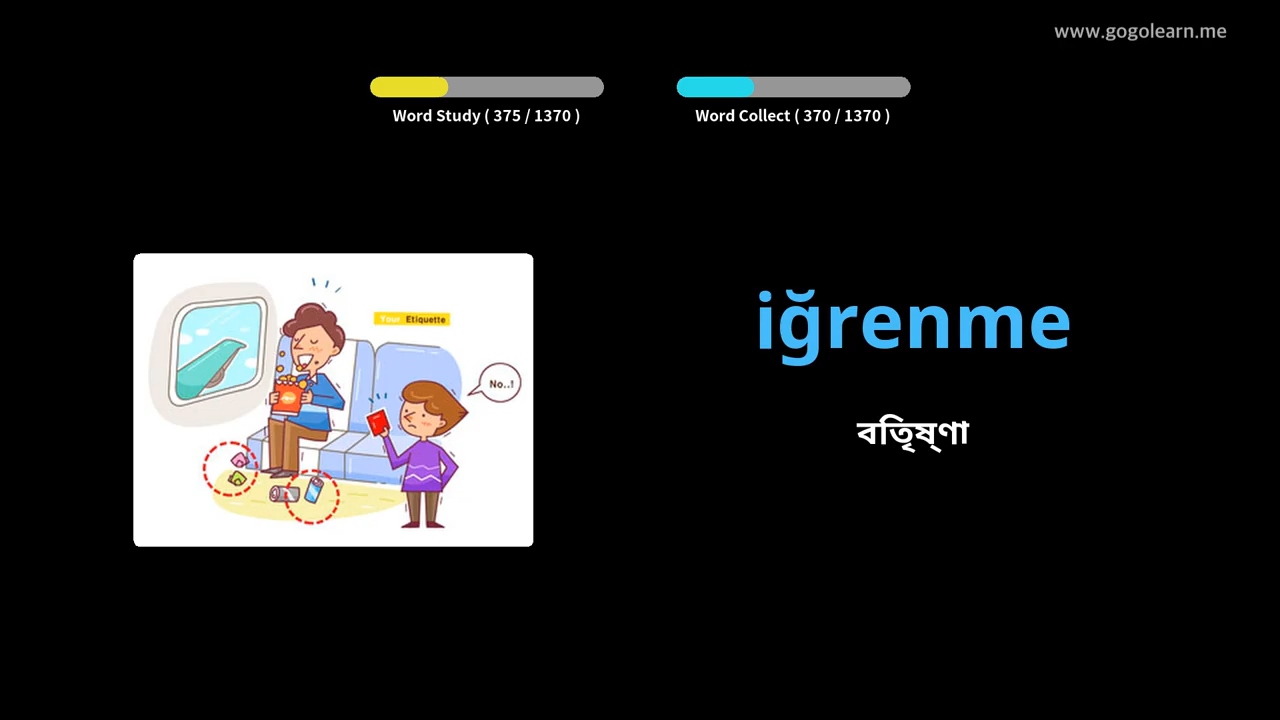 www.gogolearn.me
Word Study ( 375 / 1370 )
Word Collect ( 370 / 1370 )
Your Etiquette
No..!
iğrenme
বিতৃষ্ণা